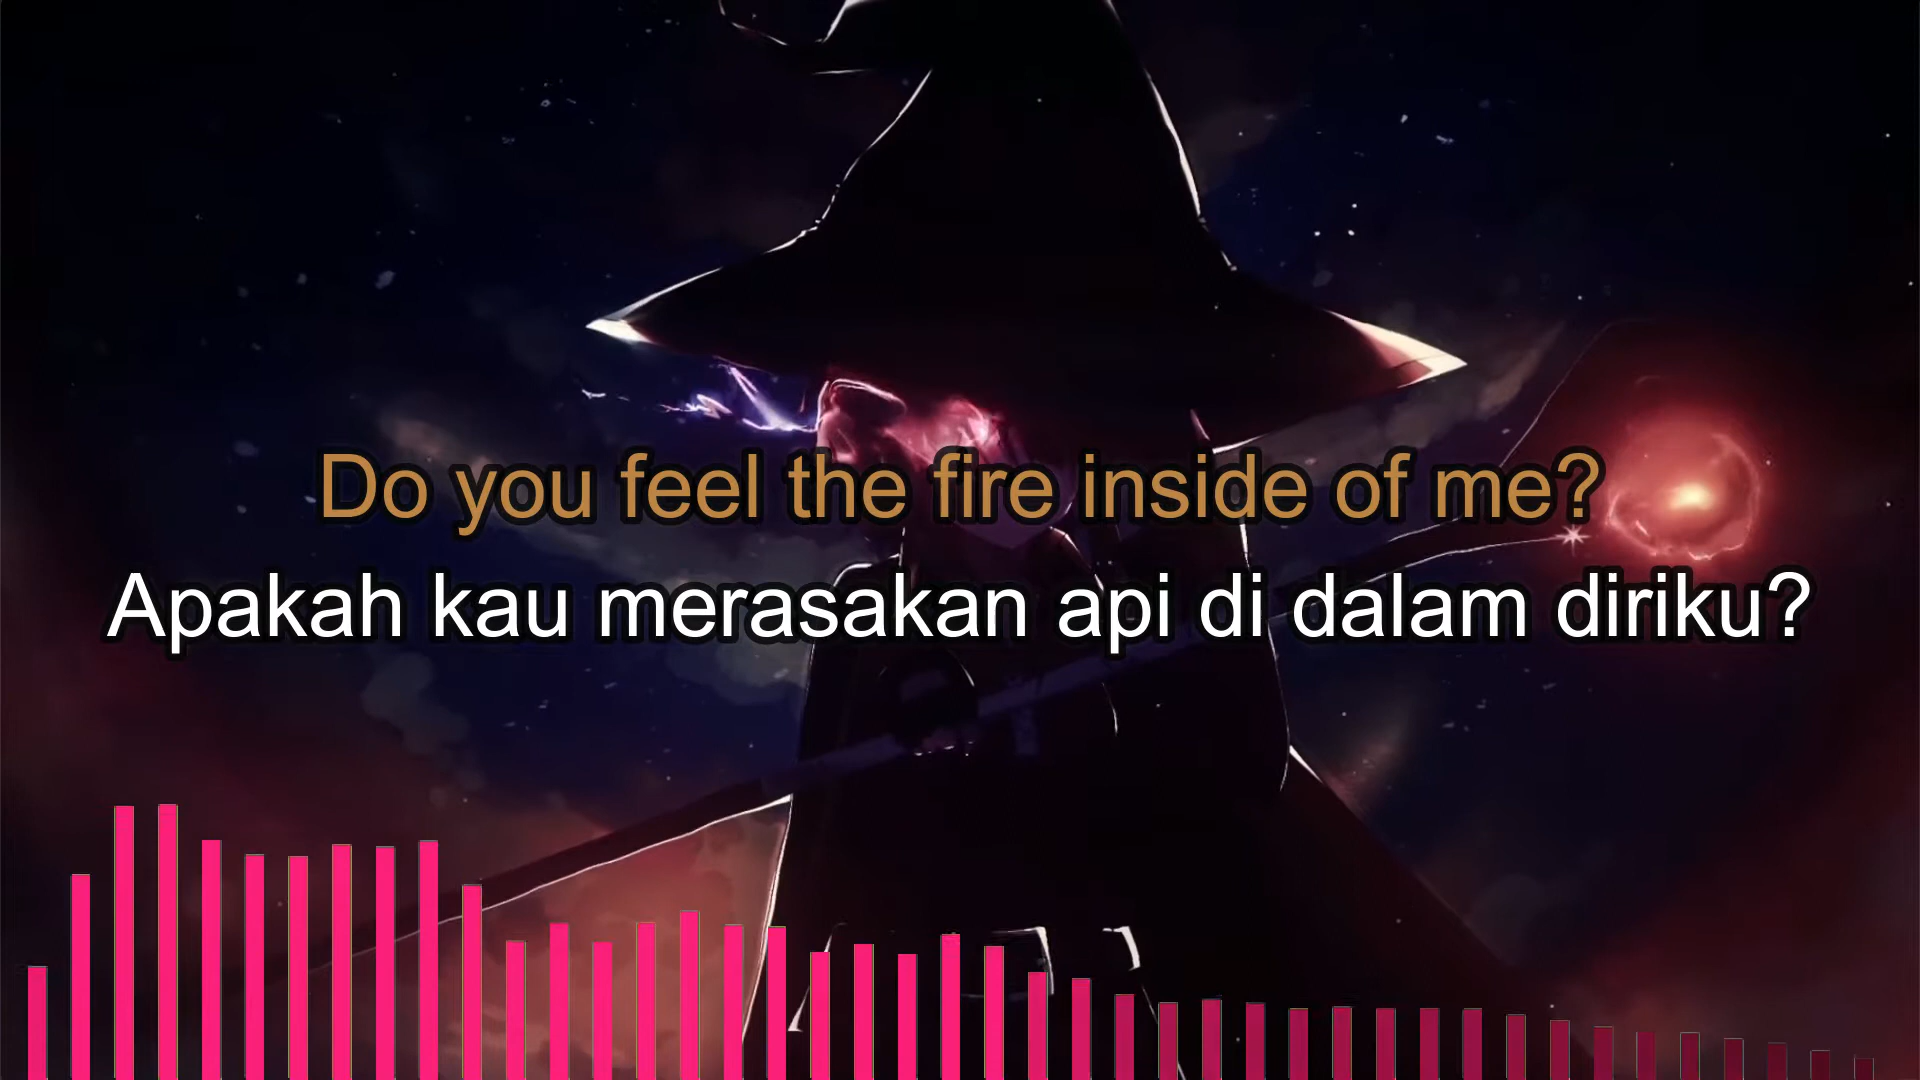 Do you feel the fire inside of me?
Apakah kau merasakan api di dalam diriku?